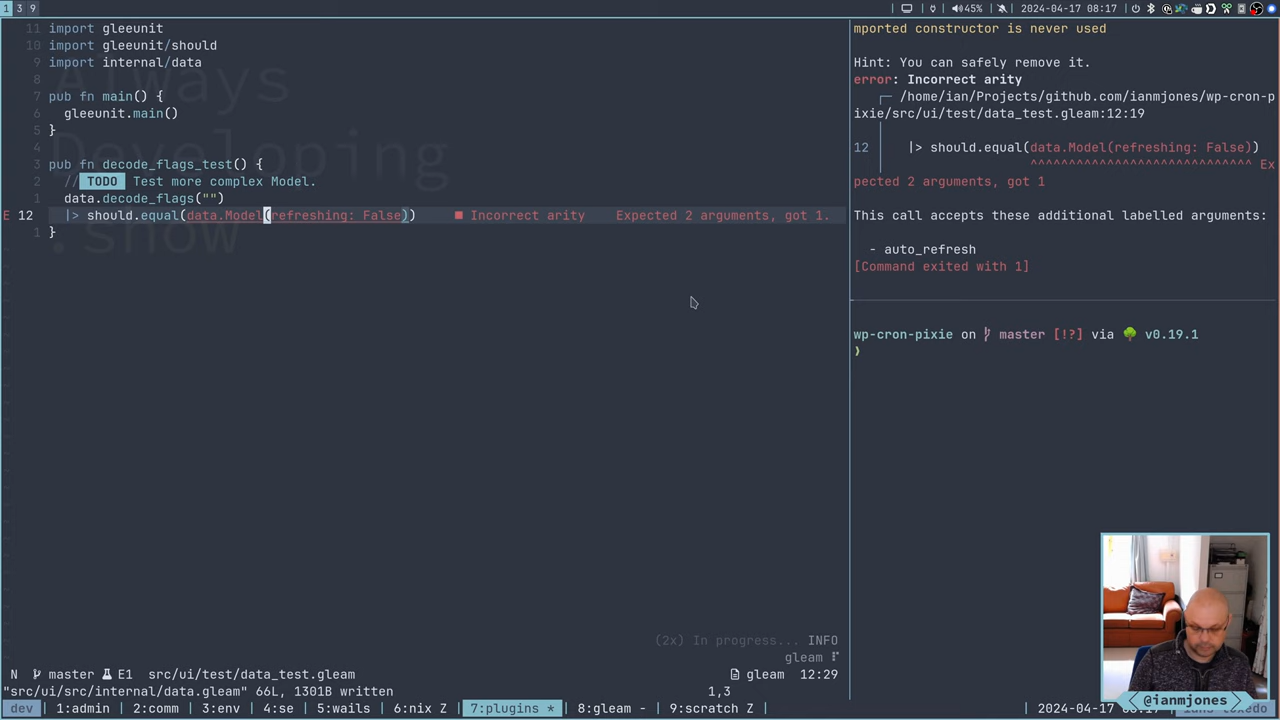 1 3 9
45% 2024-04-17 08:17
11 import gleeunit
10 import gleeunit/should
9 import internal/data
8
7 pub fn main() {
6 gleeunit.main()
5 }
4
3 pub fn decode_flags_test() {
2 // TODO Test more complex Model.
1 data.decode_flags("")
E 12 |> should.equal(data.Model(refreshing: False)) ■ Incorrect arity Expected 2 arguments, got 1.
1 }
Always
Developing
.show
(2x) In progress... INFO
gleam
N master E1 src/ui/test/data_test.gleam gleam 12:29
"src/ui/src/internal/data.gleam" 66L, 1301B written 1,3
mported constructor is never used
Hint: You can safely remove it.
error: Incorrect arity
┌─ /home/ian/Projects/github.com/ianmjones/wp-cron-p
ixie/src/ui/test/data_test.gleam:12:19
│
12 │ |> should.equal(data.Model(refreshing: False))
│ ^^^^^^^^^^^^^^^^^^^^^^^^^^^^^ Ex
pected 2 arguments, got 1
This call accepts these additional labelled arguments:
- auto_refresh
[Command exited with 1]
wp-cron-pixie on master [!?] via v0.19.1
❯
@ianmjones
dev | 1:admin | 2:comm | 3:env | 4:se | 5:wails | 6:nix Z | 7:plugins * | 8:gleam - | 9:scratch Z |